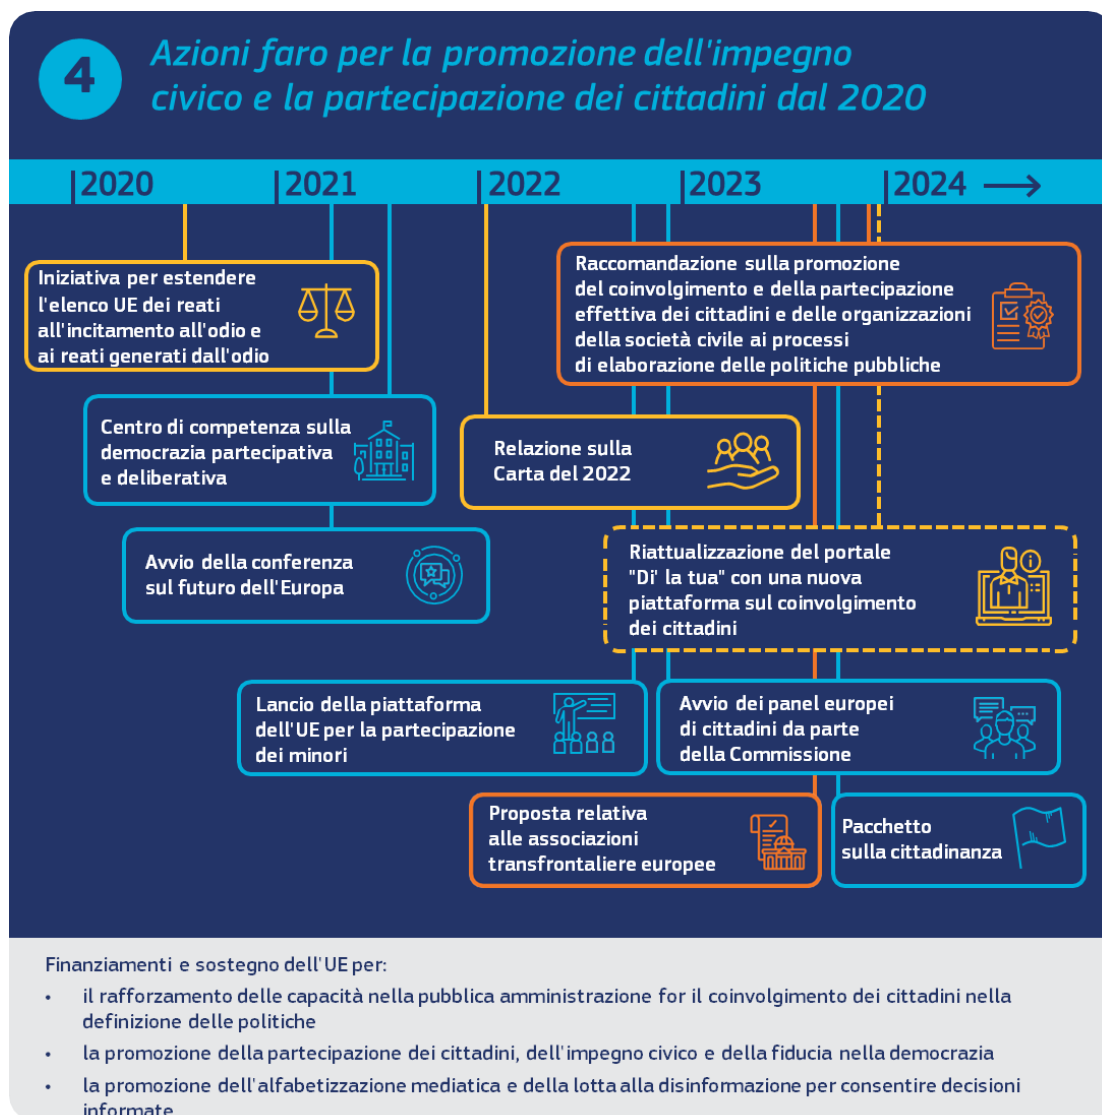 4
Azioni faro per la promozione dell'impegno
civico e la partecipazione dei cittadini dal 2020
2020
2021
2022
2023
2024
Iniziativa per estendere
l'elenco UE dei reati
all'incitamento all'odio e
ai reati generati dall'odio
Raccomandazione sulla promozione
del coinvolgimento e della partecipazione
effettiva dei cittadini e delle organizzazioni
della società civile ai processi
di elaborazione delle politiche pubbliche
Centro di competenza sulla
democrazia partecipativa
e deliberativa
Relazione sulla
Carta del 2022
Avvio della conferenza
sul futuro dell'Europa
Riattualizzazione del portale
"Di' la tua" con una nuova
piattaforma sul coinvolgimento
dei cittadini
Lancio della piattaforma
dell'UE per la partecipazione
dei minori
Avvio dei panel europei
di cittadini da parte
della Commissione
Proposta relativa
alle associazioni
transfrontaliere europee
Pacchetto
sulla cittadinanza
Finanziamenti e sostegno dell'UE per:
• il rafforzamento delle capacità nella pubblica amministrazione for il coinvolgimento dei cittadini nella
definizione delle politiche
• la promozione della partecipazione dei cittadini, dell'impegno civico e della fiducia nella democrazia
• la promozione dell'alfabetizzazione mediatica e della lotta alla disinformazione per consentire decisioni
informate